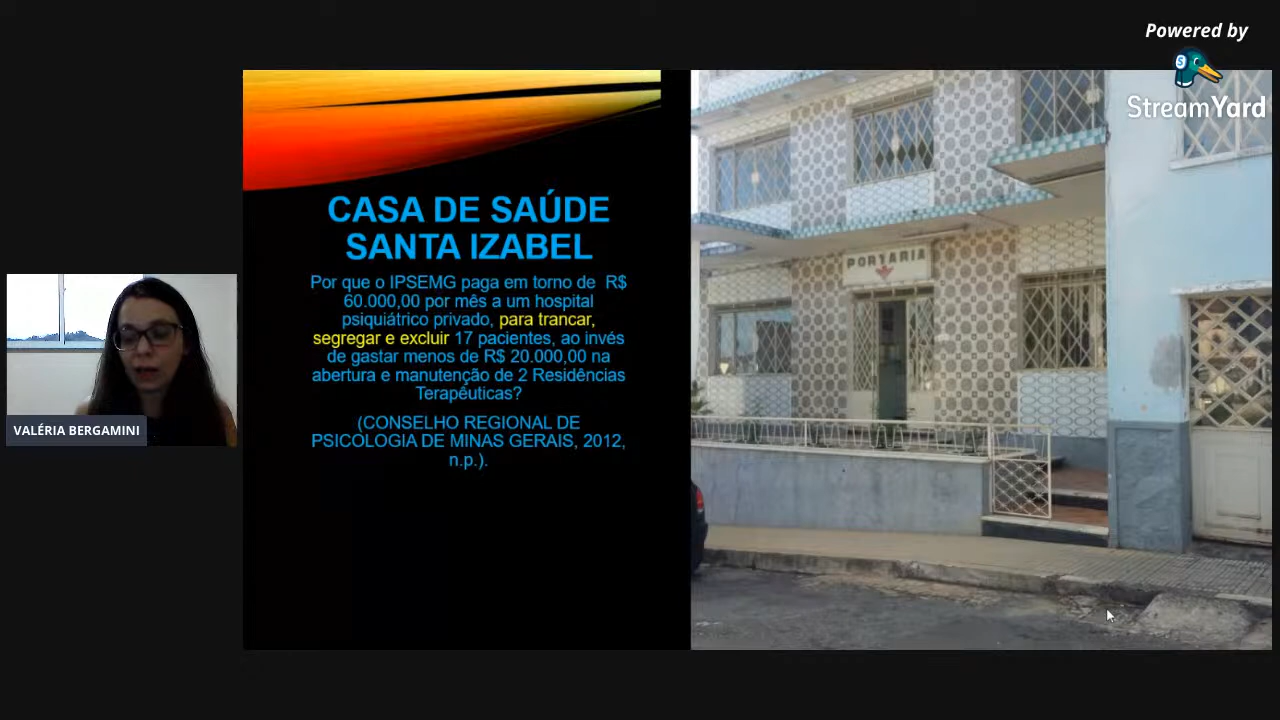 Powered by
StreamYard
CASA DE SAÚDE
SANTA IZABEL
Por que o IPSEMG paga em torno de R$
60.000,00 por mês a um hospital
psiquiátrico privado, para trancar,
segregar e excluir 17 pacientes, ao invés
de gastar menos de R$ 20.000,00 na
abertura e manutenção de 2 Residências
Terapêuticas?
(CONSELHO REGIONAL DE
PSICOLOGIA DE MINAS GERAIS, 2012,
n.p.).
PORTARIA
VALÉRIA BERGAMINI